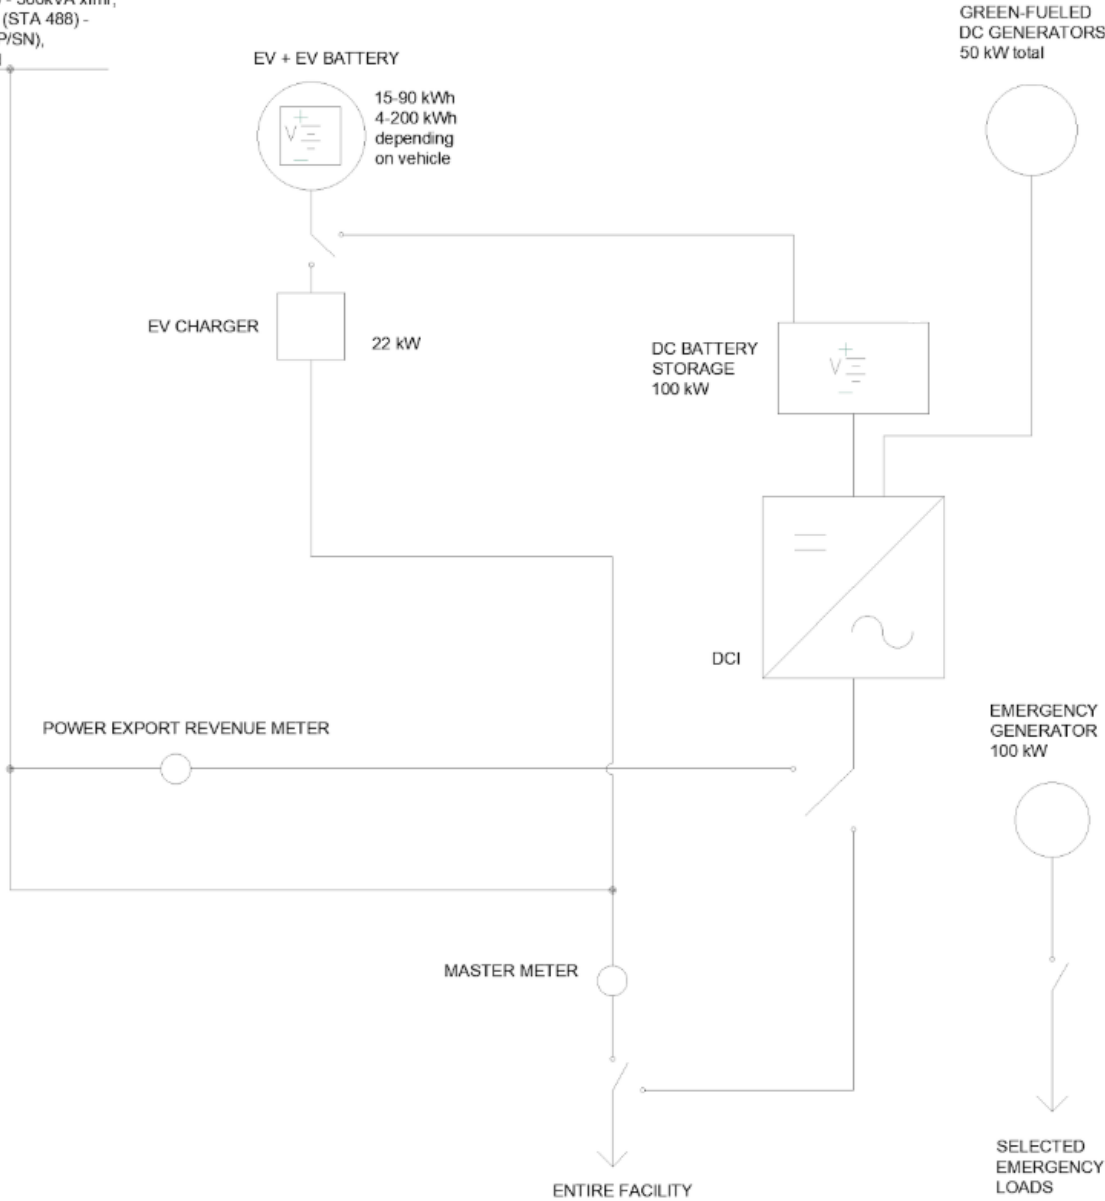 (STA 488) -
P/SN),
EV + EV BATTERY
15-90 kWh
4-200 kWh
depending
on vehicle
GREEN-FUELED
DC GENERATORS
50 kW total
V
EV CHARGER
22 kW
DC BATTERY
STORAGE
100 kW
V
DCI
POWER EXPORT REVENUE METER
EMERGENCY
GENERATOR
100 kW
MASTER METER
SELECTED
EMERGENCY
LOADS
ENTIRE FACILITY